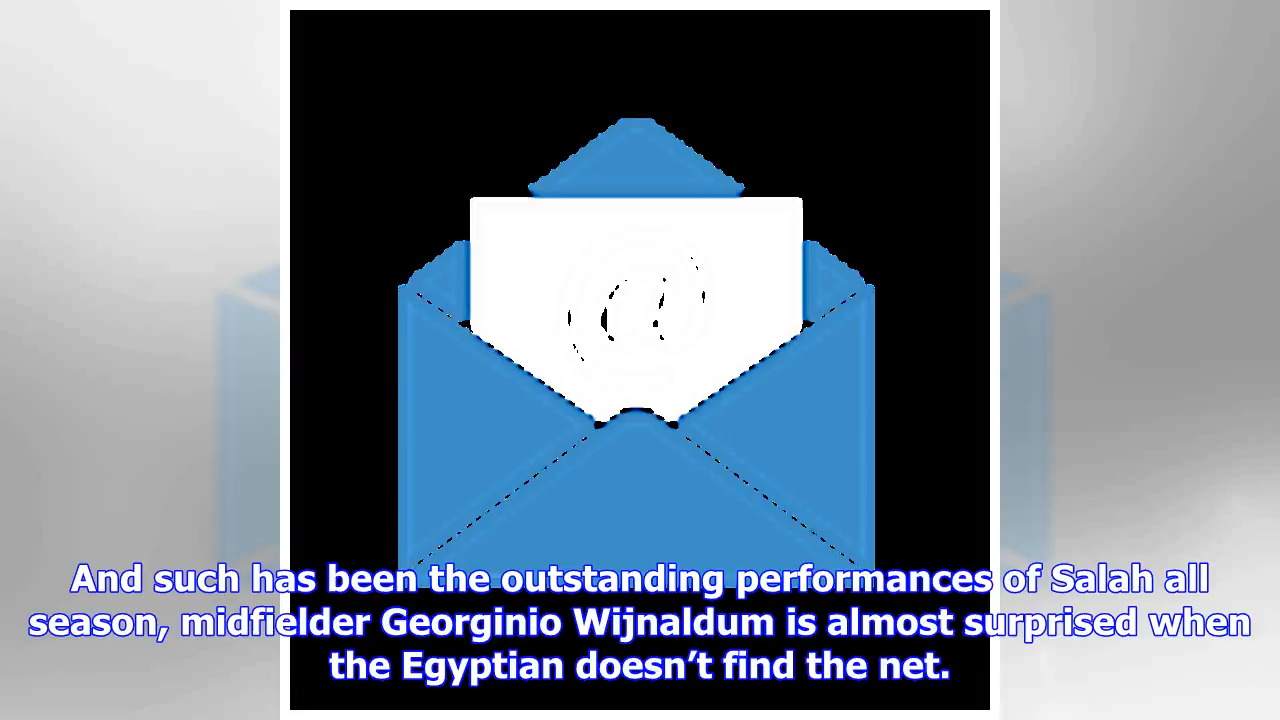 And such has been the outstanding performances of Salah all
season, midfielder Georginio Wijnaldum is almost surprised when
the Egyptian doesn’t find the net.